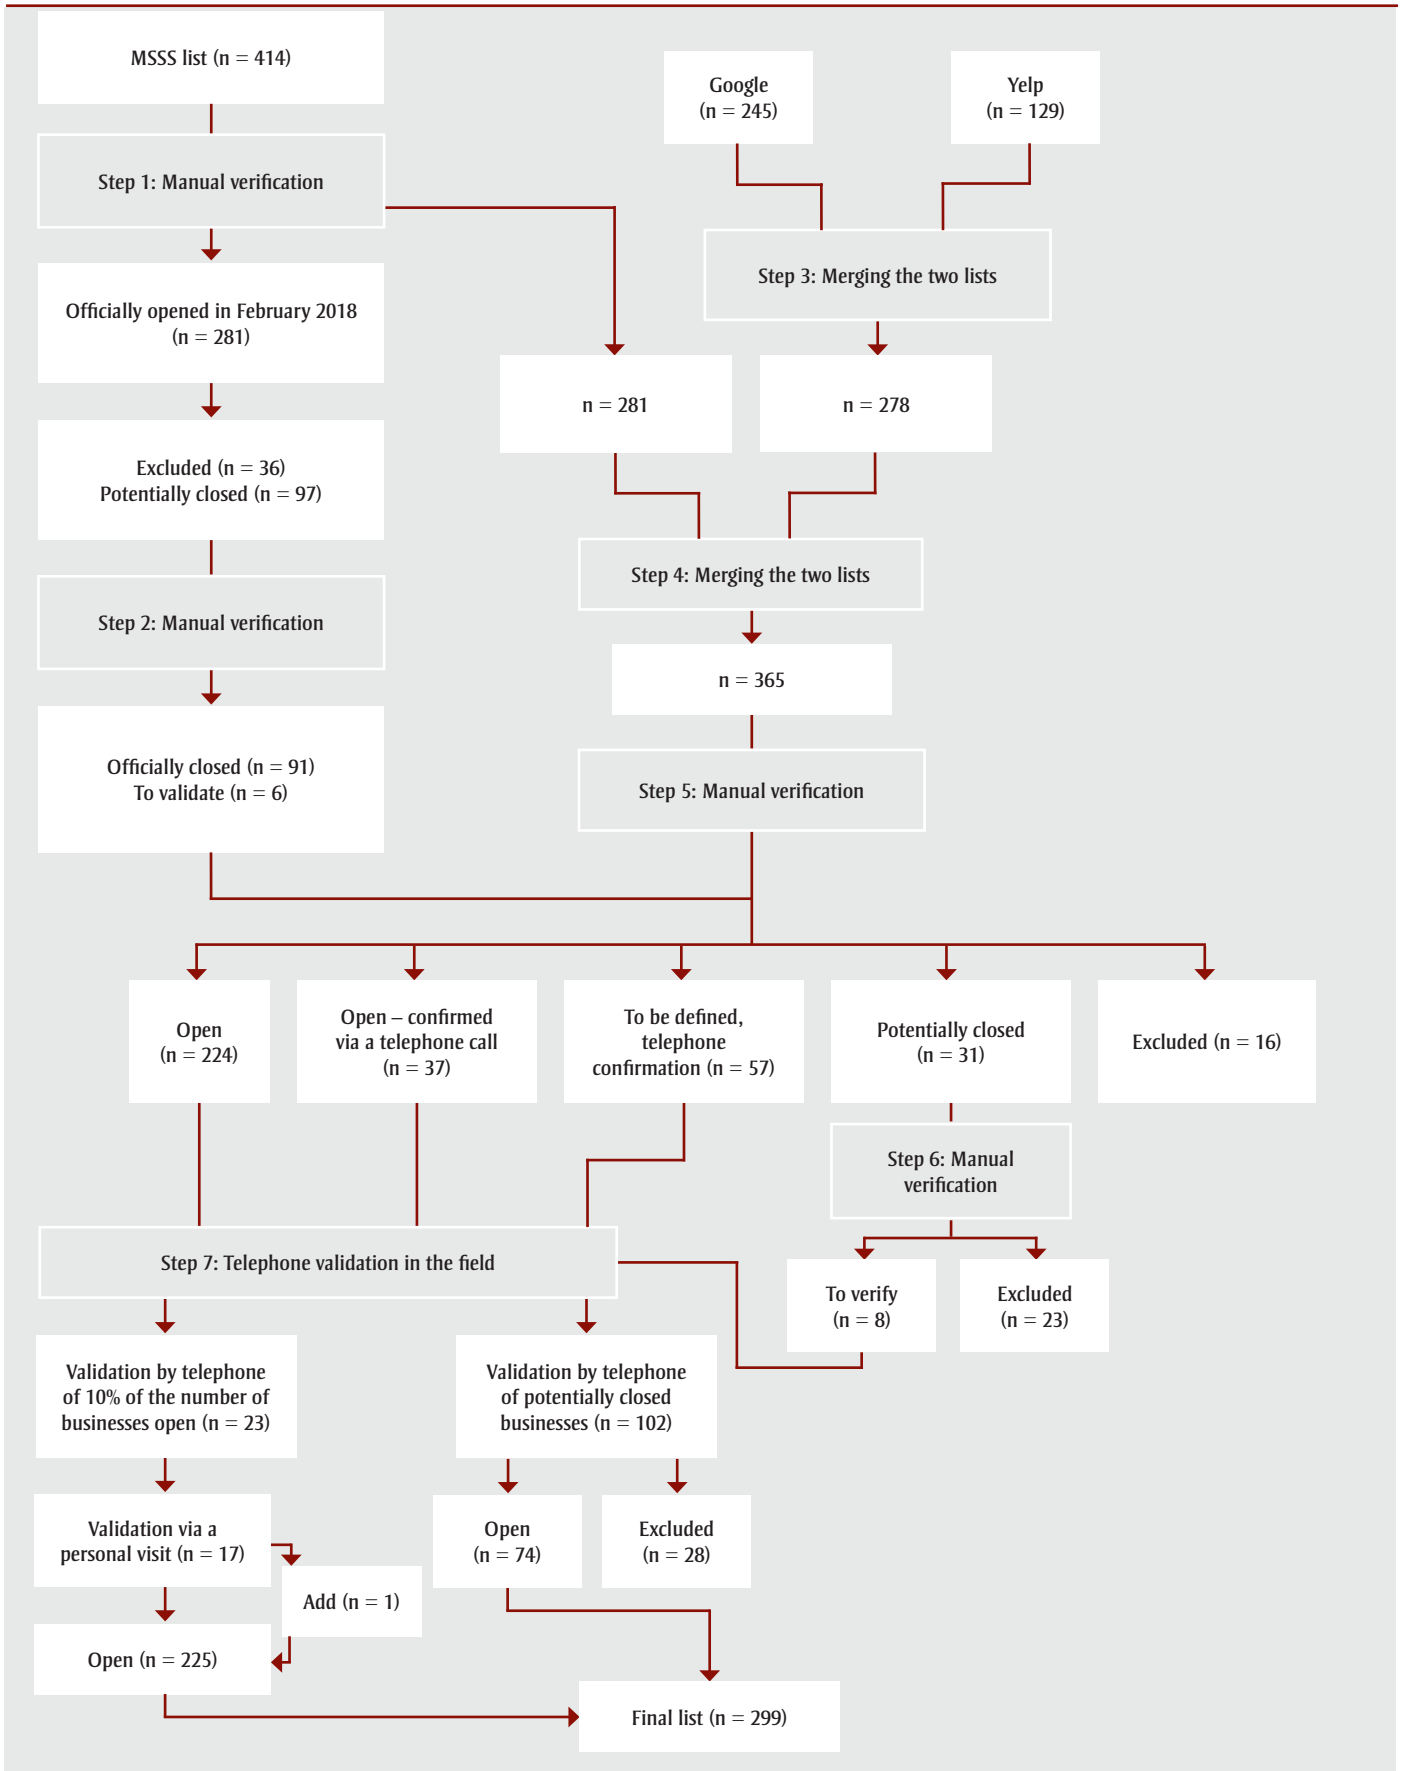 MSSS list (n = 414)
Google
(n = 245)
Yelp
(n = 129)
Step 1: Manual verification
Step 3: Merging the two lists
Officially opened in February 2018
(n = 281)
n = 281
n = 278
Excluded (n = 36)
Potentially closed (n = 97)
Step 4: Merging the two lists
Step 2: Manual verification
n = 365
Officially closed (n = 91)
To validate (n = 6)
Step 5: Manual verification
Open
(n = 224)
Open – confirmed
via a telephone call
(n = 37)
To be defined,
telephone
confirmation (n = 57)
Potentially closed
(n = 31)
Excluded (n = 16)
Step 6: Manual
verification
Step 7: Telephone validation in the field
To verify
(n = 8)
Excluded
(n = 23)
Validation by telephone
of 10% of the number of
businesses open (n = 23)
Validation by telephone
of potentially closed
businesses (n = 102)
Validation via a
personal visit (n = 17)
Open
(n = 74)
Excluded
(n = 28)
Add (n = 1)
Open (n = 225)
Final list (n = 299)